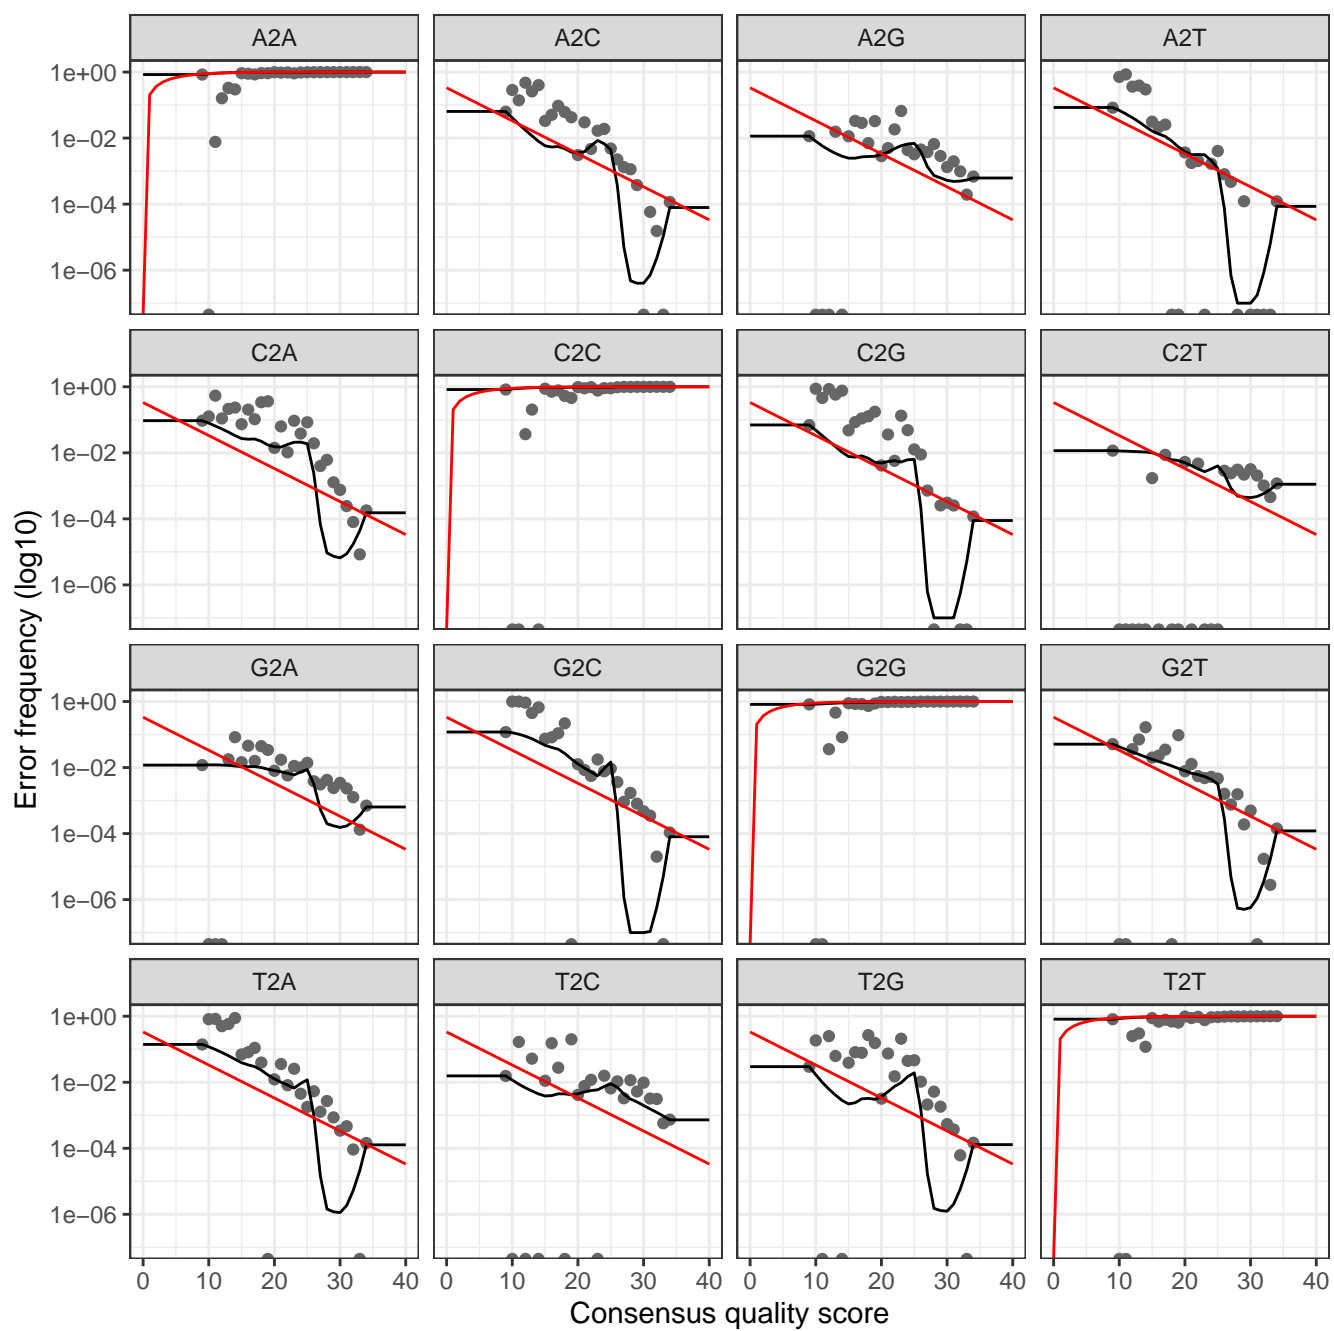 A2A A2C A2G A2T
1e+00
1e−02
1e−04
1e−06
C2A C2C C2G C2T
1e+00
1e−02
1e−04
1e−06
G2A G2C G2G G2T
1e+00
1e−02
1e−04
1e−06
T2A T2C T2G T2T
1e+00
1e−02
1e−04
1e−06
0 10 20 30 40 0 10 20 30 40 0 10 20 30 40 0 10 20 30 40
Consensus quality score
Error frequency (log10)